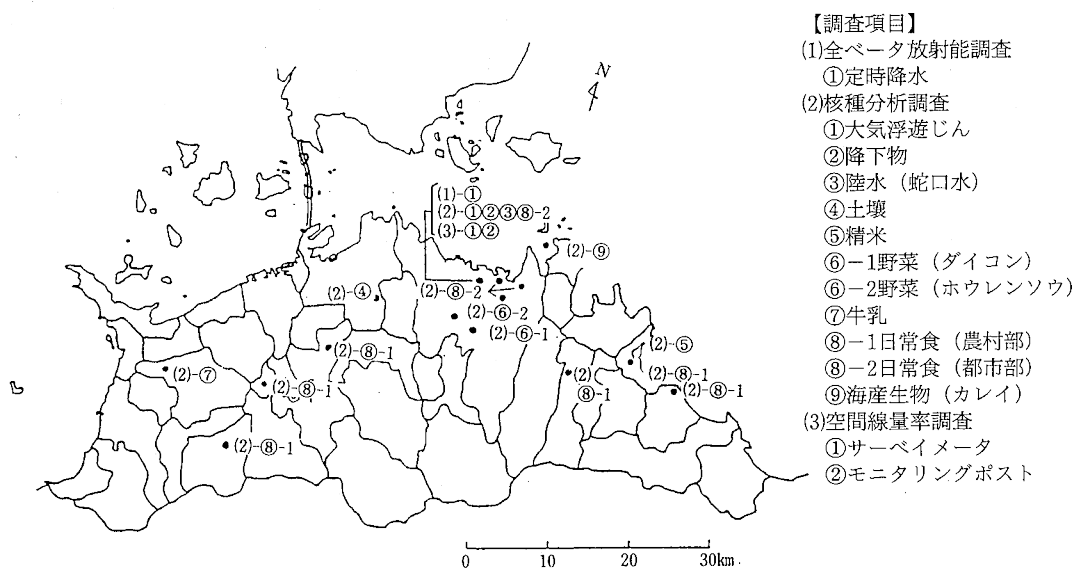 【調査項目】
(1)全ベータ放射能調査
①定時降水
(2)核種分析調査
①大気浮遊じん
②降下物
③陸水（蛇口水）
④土壌
⑤精米
⑥－1野菜（ダイコン）
⑥－2野菜（ホウレンソウ）
⑦牛乳
⑧－1日常食（農村部）
⑧－2日常食（都市部）
⑨海産生物（カレイ）
(3)空間線量率調査
①サーベイメータ
②モニタリングポスト
N
(1)-①
(2)-①②③⑧-2
(3)-①②
(2)-⑨
(2)-④
(2)-⑧-2
(2)-⑥-2
(2)-⑥-1
(2)-⑤
(2)-⑧-1
(2)-⑧-1
(2)
⑧-1
(2)-⑧-1
(2)-⑦
(2)-⑧-1
(2)-⑧-1
0 10 20 30km